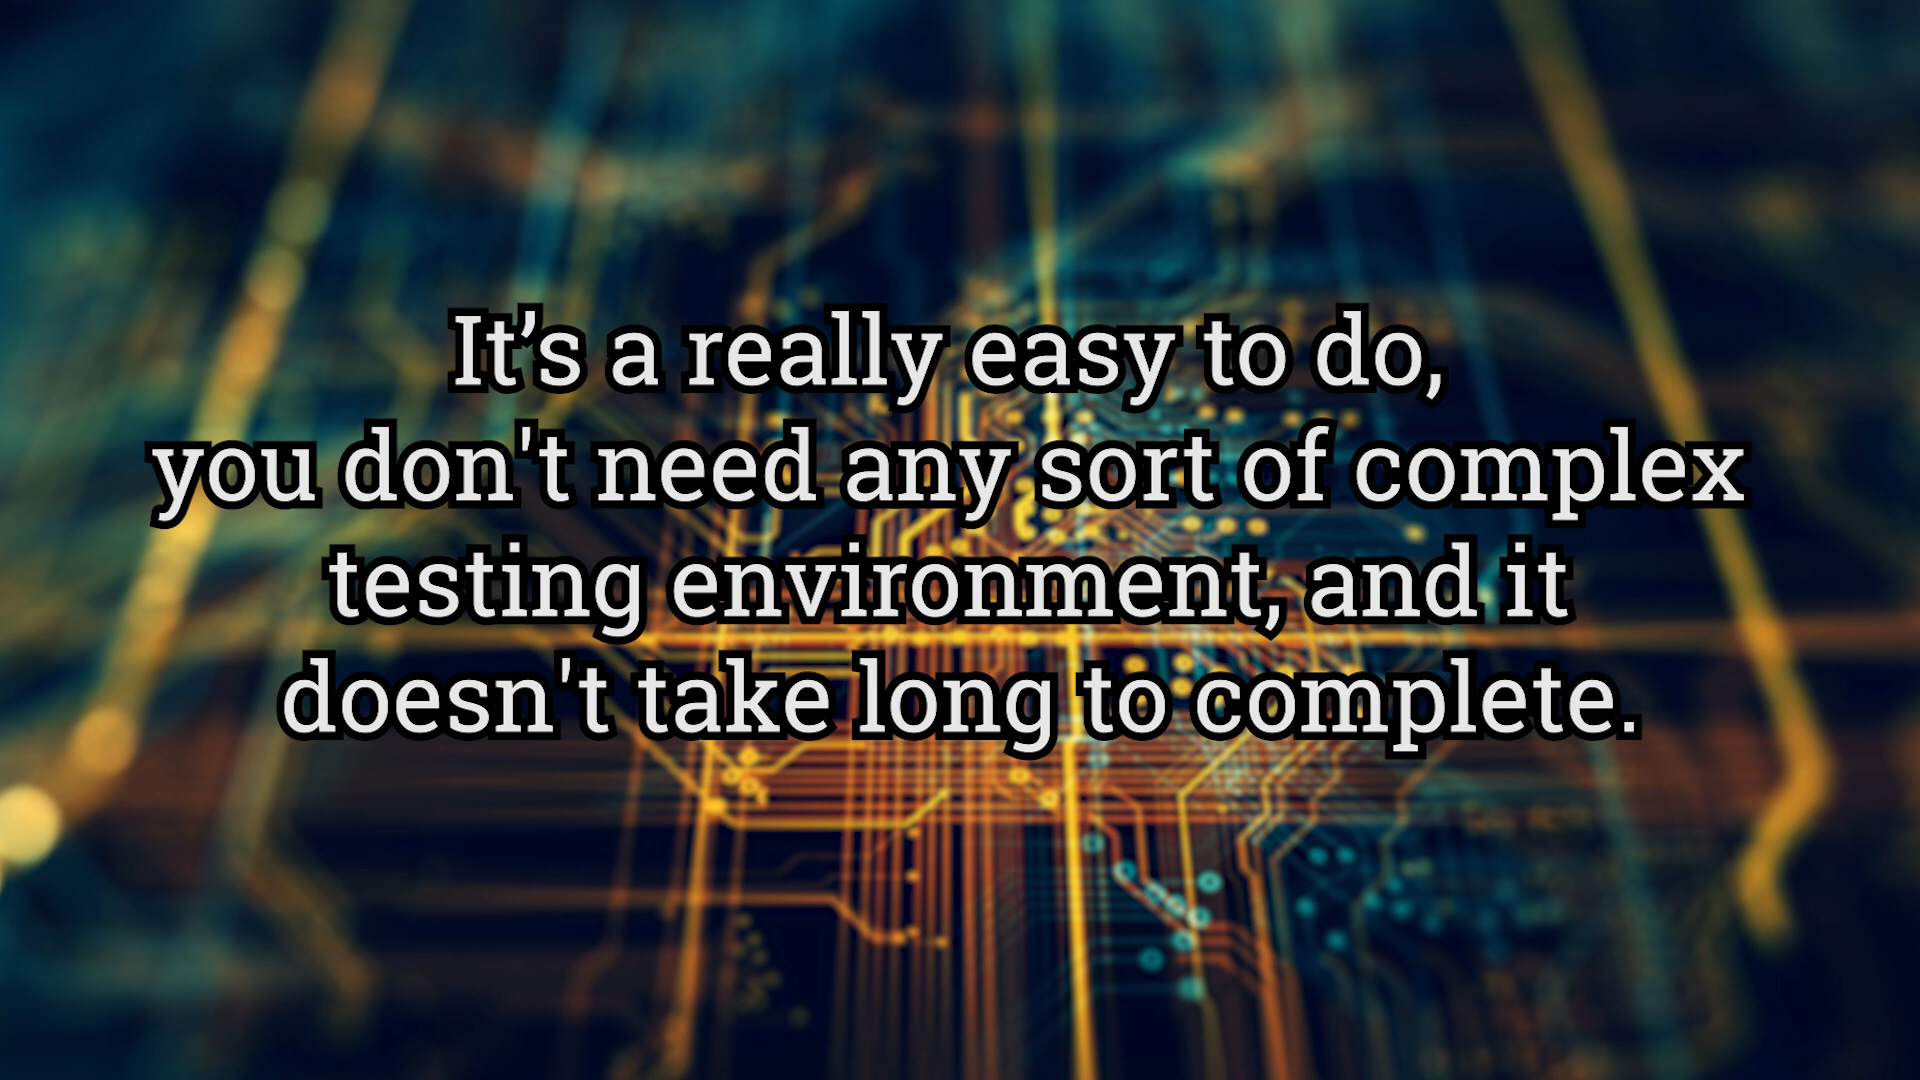 It’s a really easy to do,
you don't need any sort of complex
testing environment, and it
doesn't take long to complete.